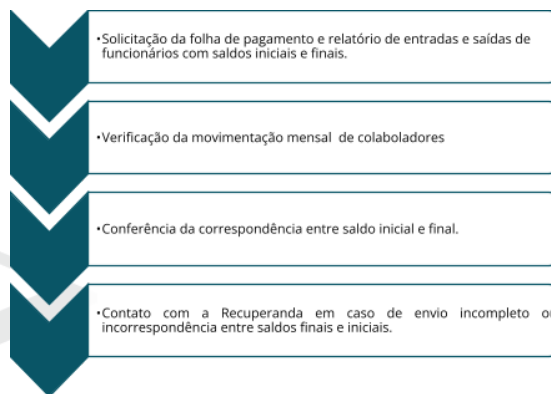 •Solicitação da folha de pagamento e relatório de entradas e saídas de
funcionários com saldos iniciais e finais.
•Verificação da movimentação mensal de colaboladores
•Conferência da correspondência entre saldo inicial e final.
•Contato com a Recuperanda em caso de envio incompleto ou
incorrespondência entre saldos finais e iniciais.